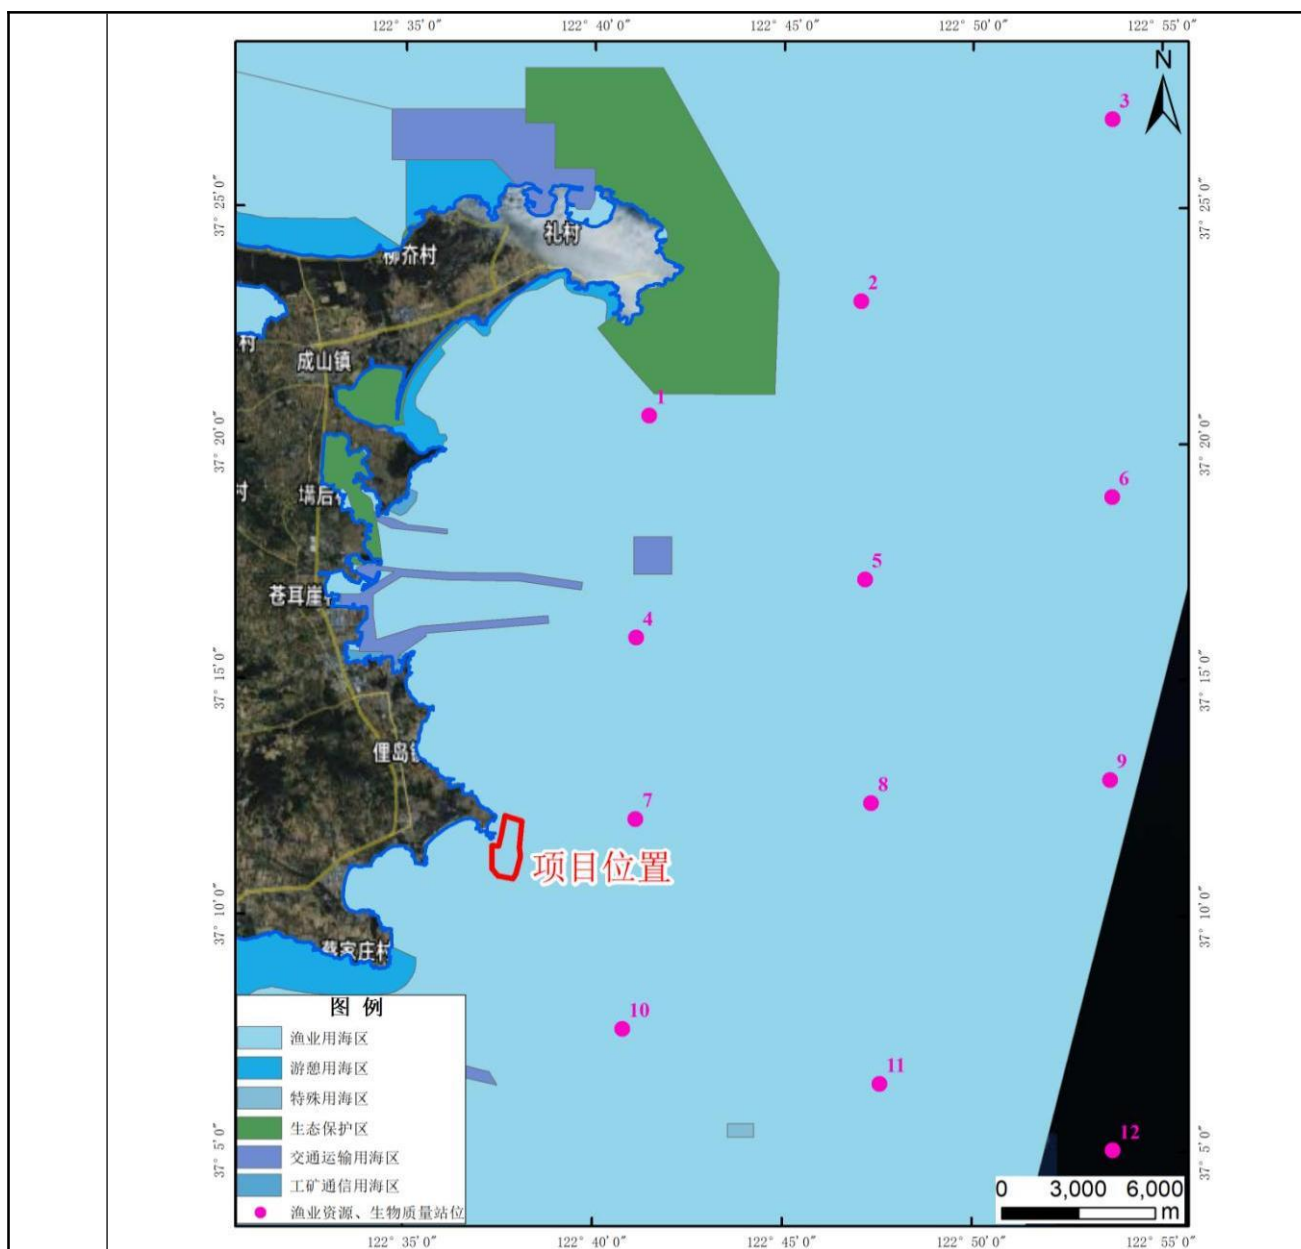 122° 35′ 0″
122° 40′ 0″
122° 45′ 0″
122° 50′ 0″
122° 55′ 0″
N
3
37° 25′ 0″
37° 25′ 0″
礼村
柳夼村
2
村
成山镇
1
37° 20′ 0″
37° 20′ 0″
村
埚后
6
5
苍耳崖
4
37° 15′ 0″
37° 15′ 0″
俚岛
9
8
7
项目位置
37° 10′ 0″
37° 10′ 0″
家庄村
图 例
渔业用海区
游憩用海区
特殊用海区
生态保护区
交通运输用海区
工矿通信用海区
渔业资源、生物质量站位
10
11
12
37° 5′ 0″
37° 5′ 0″
0 3,000 6,000
m
122° 35′ 0″
122° 40′ 0″
122° 45′ 0″
122° 50′ 0″
122° 55′ 0″